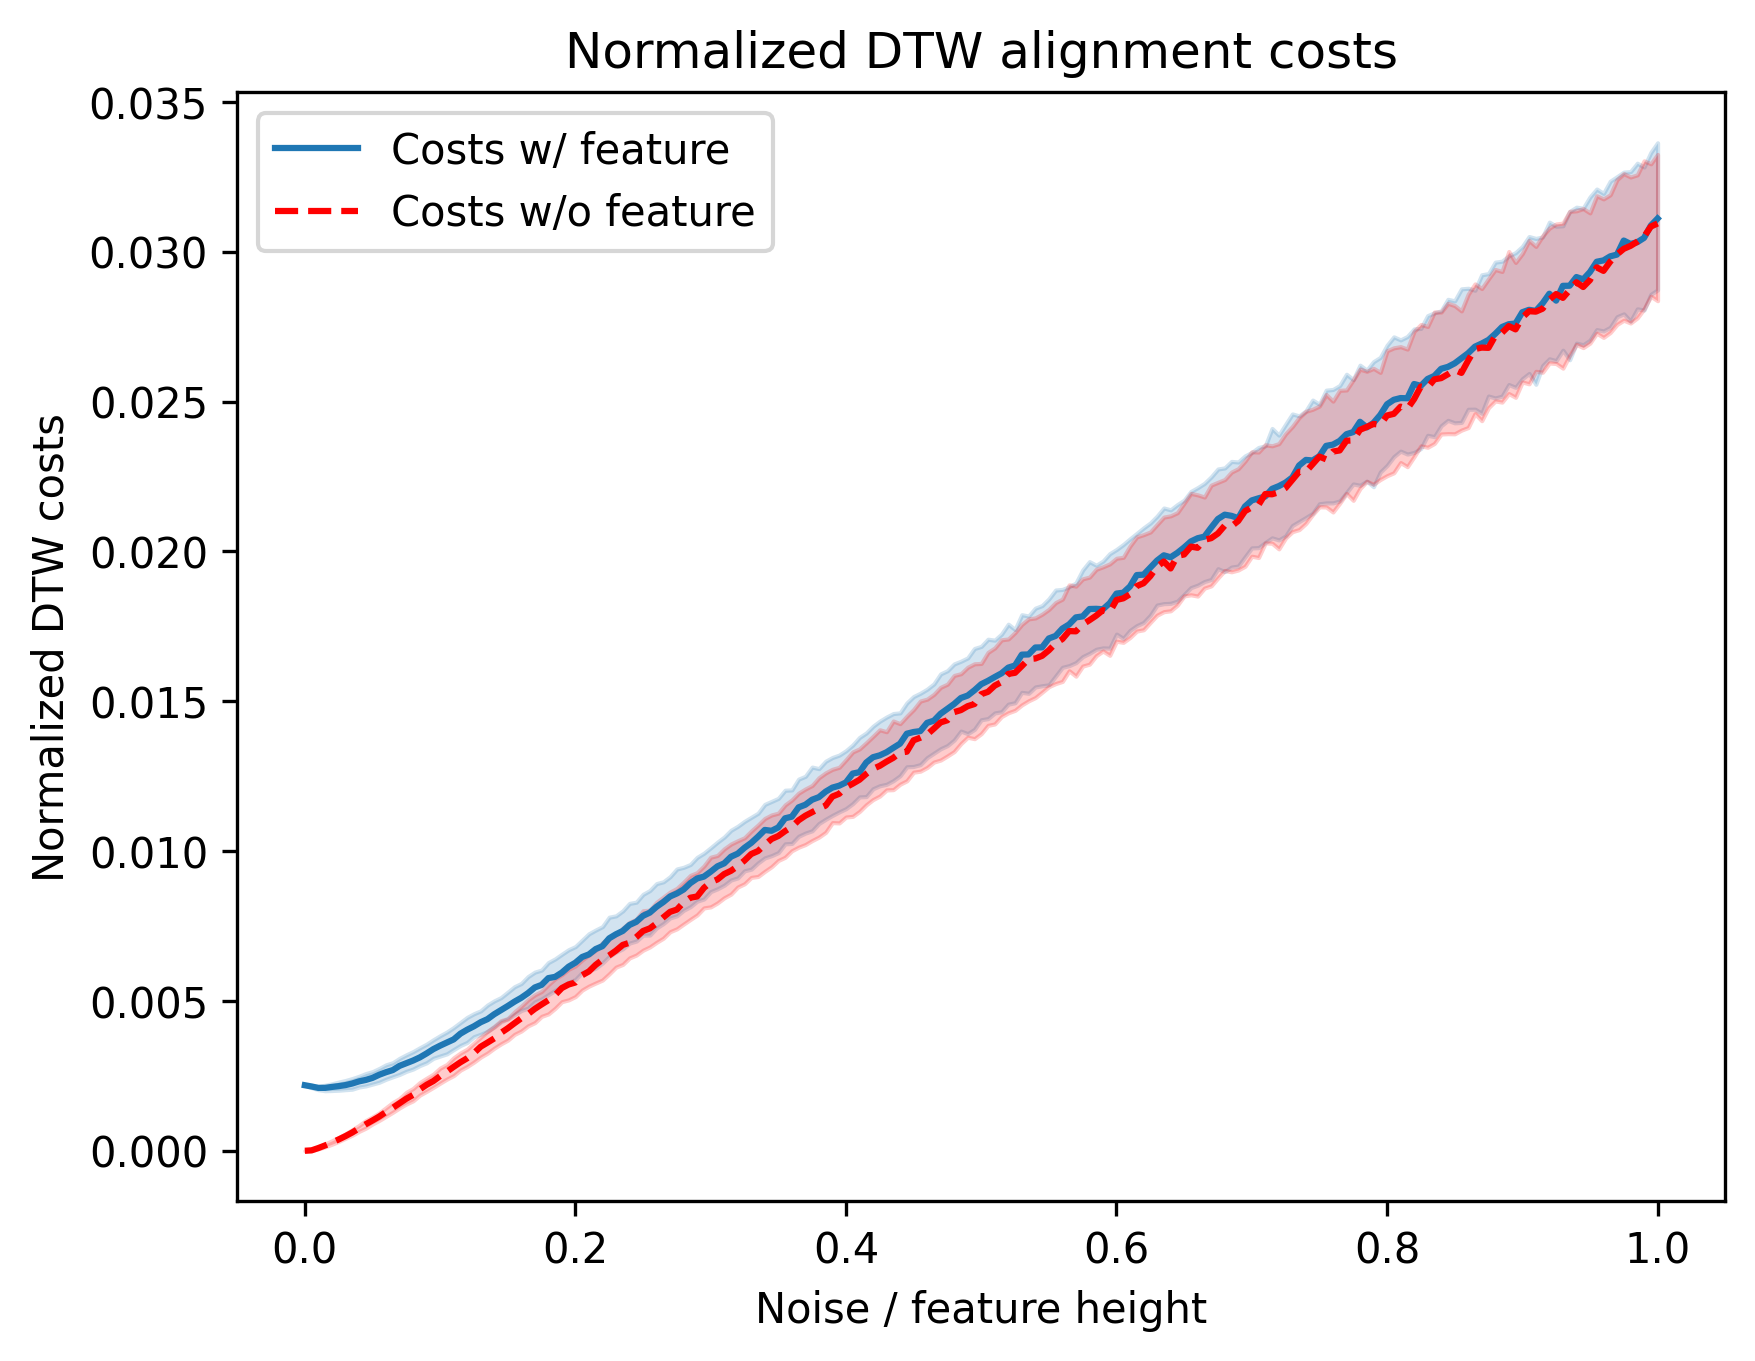 Normalized DTW alignment costs
Costs w/ feature
Costs w/o feature
Normalized DTW costs
0.035
0.030
0.025
0.020
0.015
0.010
0.005
0.000
0.0 0.2 0.4 0.6 0.8 1.0
Noise / feature height